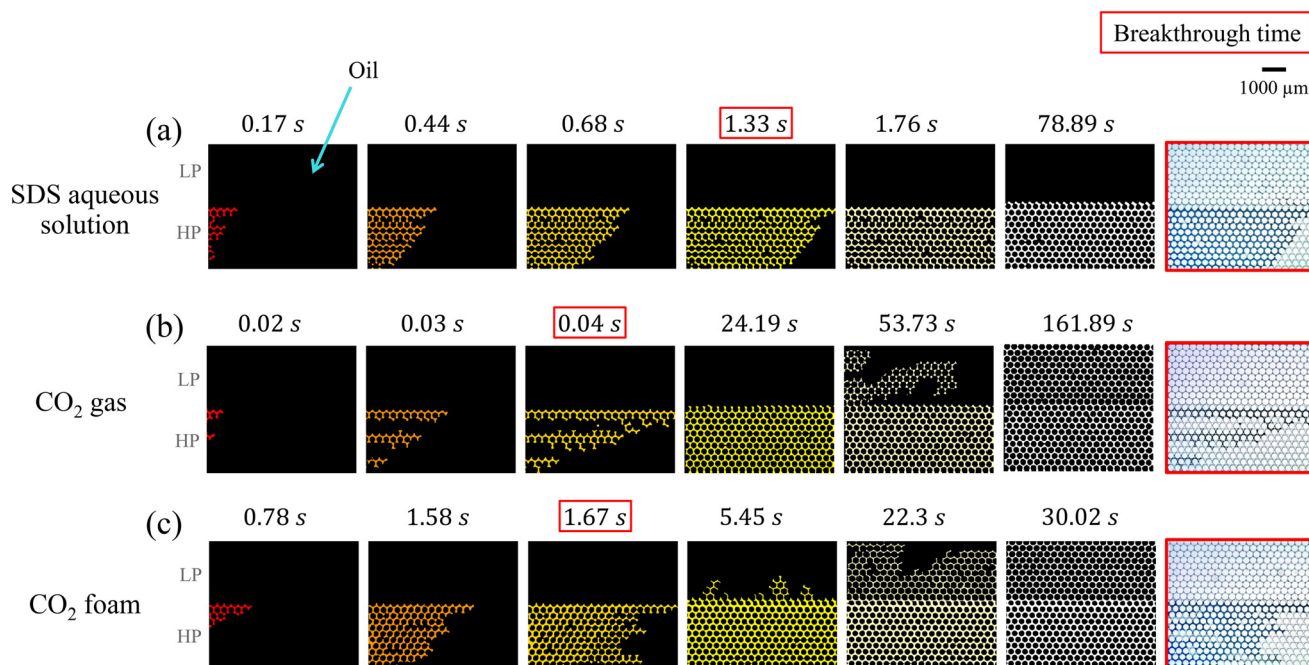 Breakthrough time
1000 μm
Oil
(a)
0.17 s
0.44 s
0.68 s
1.33 s
1.76 s
78.89 s
LP
SDS aqueous
solution
HP
(b)
0.02 s
0.03 s
0.04 s
24.19 s
53.73 s
161.89 s
LP
CO₂ gas
HP
(c)
0.78 s
1.58 s
1.67 s
5.45 s
22.3 s
30.02 s
LP
CO₂ foam
HP